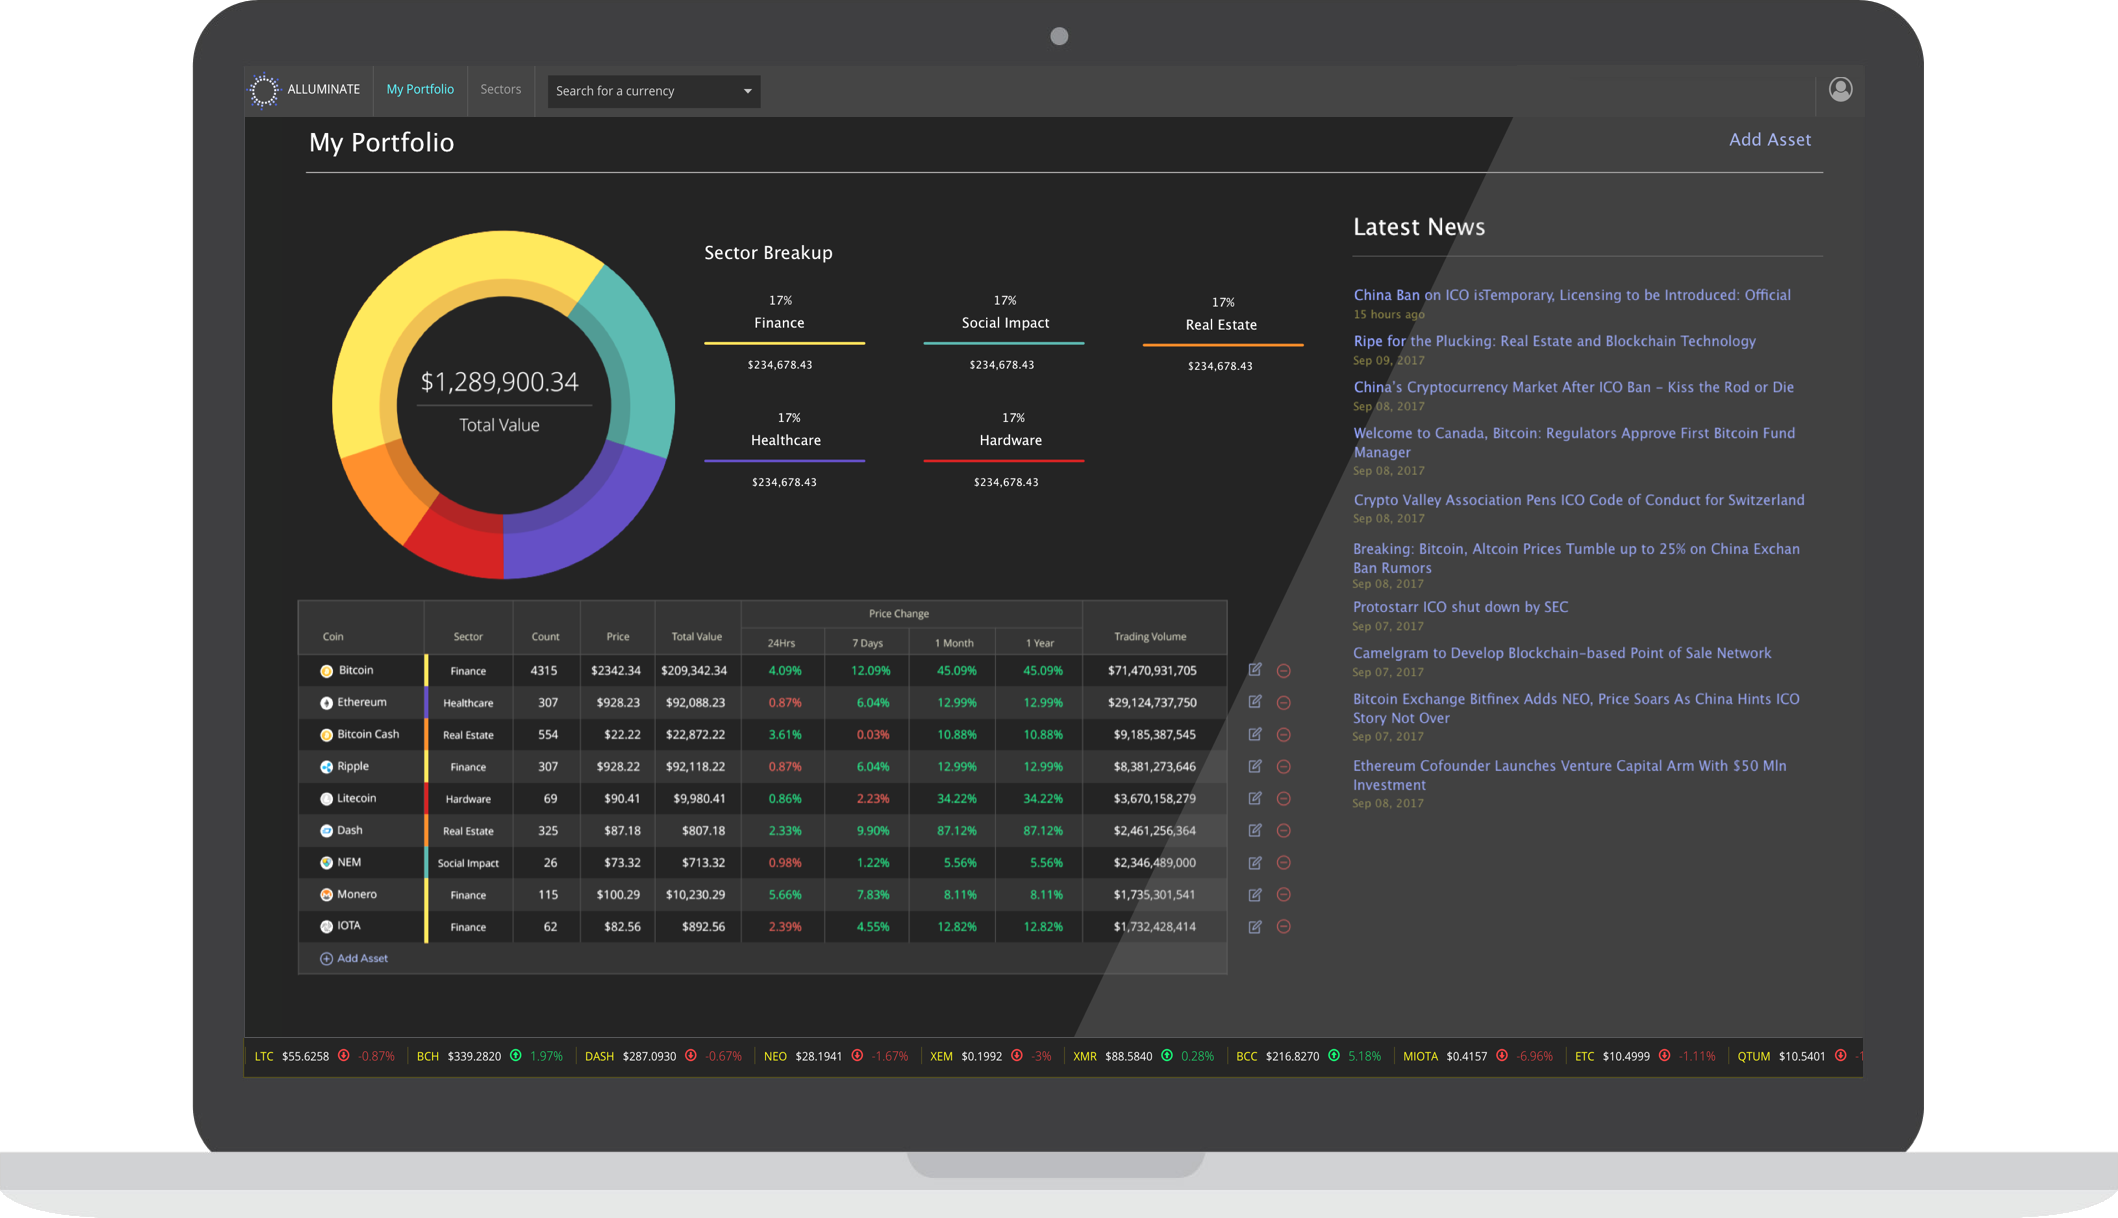 ALLUMINATE My Portfolio Sectors Search for a currency
My Portfolio Add Asset
$1,289,900.34
Total Value
Sector Breakup
17% 17% 17%
Finance Social Impact Real Estate
$234,678.43 $234,678.43 $234,678.43
17% 17%
Healthcare Hardware
$234,678.43 $234,678.43
Latest News
China Ban on ICO isTemporary, Licensing to be Introduced: Official
15 hours ago
Ripe for the Plucking: Real Estate and Blockchain Technology
Sep 09, 2017
China's Cryptocurrency Market After ICO Ban – Kiss the Rod or Die
Sep 08, 2017
Welcome to Canada, Bitcoin: Regulators Approve First Bitcoin Fund
Manager
Sep 08, 2017
Crypto Valley Association Pens ICO Code of Conduct for Switzerland
Sep 08, 2017
Breaking: Bitcoin, Altcoin Prices Tumble up to 25% on China Exchan
Ban Rumors
Sep 08, 2017
Protostarr ICO shut down by SEC
Sep 07, 2017
Camelgram to Develop Blockchain-based Point of Sale Network
Sep 07, 2017
Bitcoin Exchange Bitfinex Adds NEO, Price Soars As China Hints ICO
Story Not Over
Sep 07, 2017
Ethereum Cofounder Launches Venture Capital Arm With $50 Mln
Investment
Sep 08, 2017
Price Change
Coin Sector Count Price Total Value 24Hrs 7 Days 1 Month 1 Year Trading Volume
Bitcoin Finance 4315 $2342.34 $209,342.34 4.09% 12.09% 45.09% 45.09% $71,470,931,705
Ethereum Healthcare 307 $928.23 $92,088.23 0.87% 6.04% 12.99% 12.99% $29,124,737,750
Bitcoin Cash Real Estate 554 $22.22 $22,872.22 3.61% 0.03% 10.88% 10.88% $9,185,387,545
Ripple Finance 307 $928.22 $92,118.22 0.87% 6.04% 12.99% 12.99% $8,381,273,646
Litecoin Hardware 69 $90.41 $9,980.41 0.86% 2.23% 34.22% 34.22% $3,670,158,279
Dash Real Estate 325 $87.18 $807.18 2.33% 9.90% 87.12% 87.12% $2,461,256,364
NEM Social Impact 26 $73.32 $713.32 0.98% 1.22% 5.56% 5.56% $2,346,489,000
Monero Finance 115 $100.29 $10,230.29 5.66% 7.83% 8.11% 8.11% $1,735,301,541
IOTA Finance 62 $82.56 $892.56 2.39% 4.55% 12.82% 12.82% $1,732,428,414
Add Asset
LTC $55.6258 -0.87% BCH $339.2820 1.97% DASH $287.0930 -0.67% NEO $28.1941 -1.67% XEM $0.1992 -3% XMR $88.5840 0.28% BCC $216.8270 5.18% MIOTA $0.4157 -6.96% ETC $10.4999 -1.11% QTUM $10.5401 -1